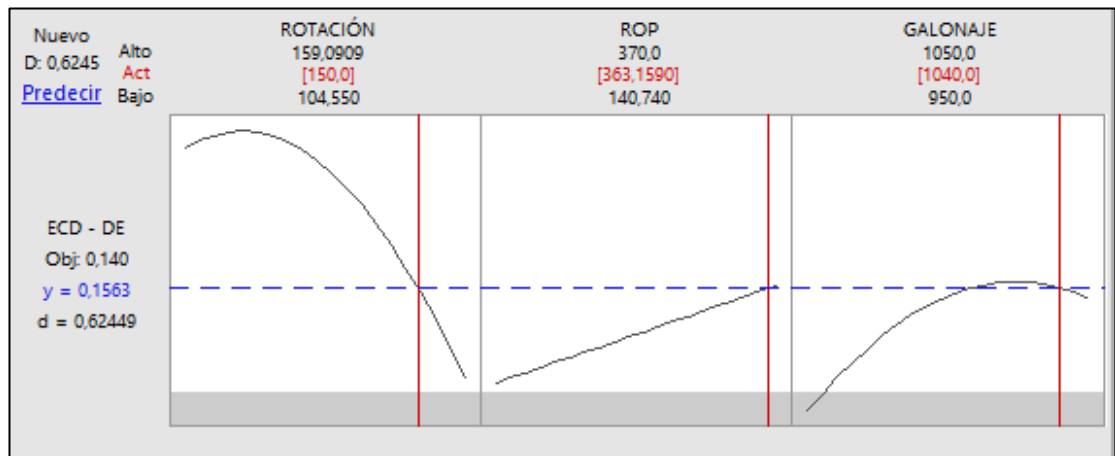 Nuevo
D: 0,6245
Predecir
Alto
Act
Bajo
ROTACIÓN
159,0909
[150,0]
104,550
ROP
370,0
[363,1590]
140,740
GALONAJE
1050,0
[1040,0]
950,0
ECD - DE
Obj: 0,140
y = 0,1563
d = 0,62449